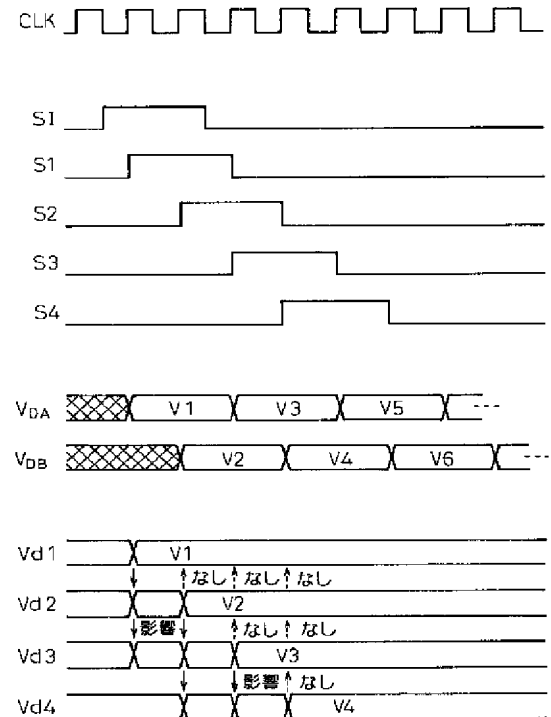 CLK
SI
S1
S2
S3
S4
VDA V1 V3 V5
VDB V2 V4 V6
Vd1 V1
なし なし なし
Vd2 V2
影響 なし なし
Vd3 V3
影響 なし
Vd4 V4